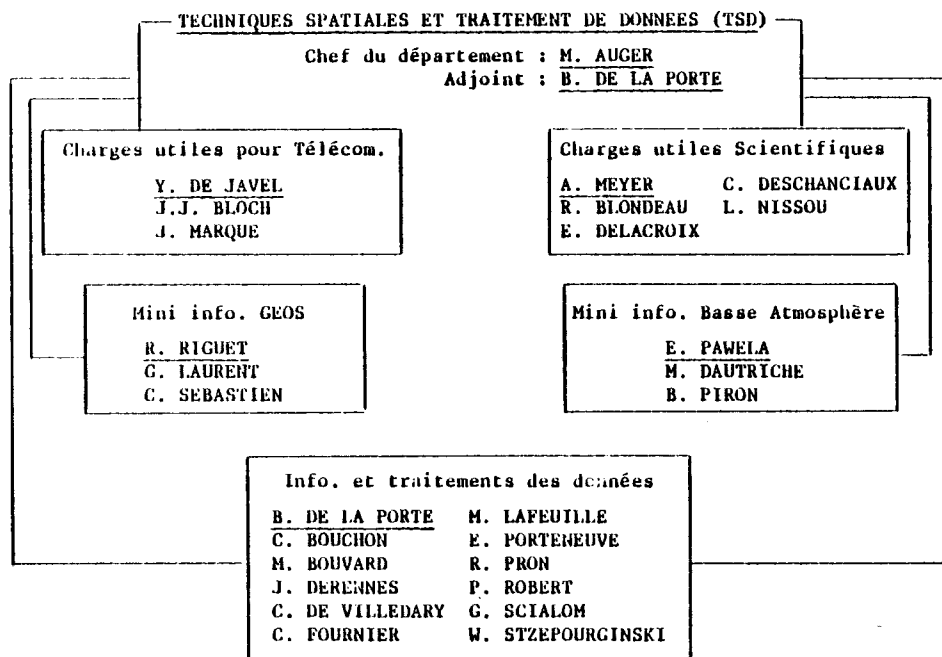 TECHNIQUES SPATIALES ET TRAITEMENT DE DONNEES (TSD)
Chef du département : M. AUGER
Adjoint : B. DE LA PORTE
Charges utiles pour Télécom.
Y. DE JAVEL
J.J. BLOCH
J. MARQUE
Charges utiles Scientifiques
A. MEYER C. DESCHANCIAUX
R. BLONDEAU L. NISSOU
E. DELACROIX
Mini info. GEOS
R. RIGUET
G. LAURENT
C. SEBASTIEN
Mini info. Basse Atmosphère
E. PAWELA
M. DAUTRICHE
B. PIRON
Info. et traitements des données
B. DE LA PORTE M. LAFEUILLE
C. BOUCHON E. PORTENEUVE
M. BOUVARD R. PRON
J. DERENNES P. ROBERT
C. DE VILLEDARY G. SCIALOM
C. FOURNIER W. STZEPOURGINSKI